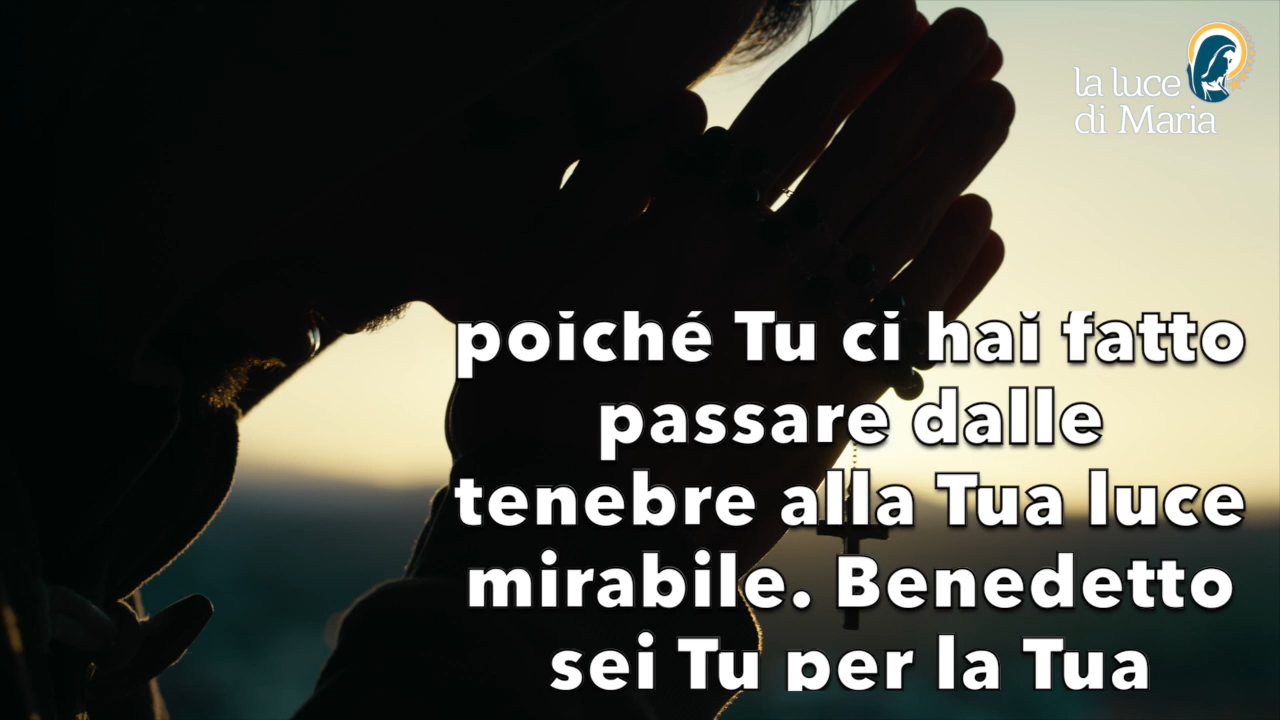 la luce
di Maria
poiché Tu ci hai fatto
passare dalle
tenebre alla Tua luce
mirabile. Benedetto
sei Tu per la Tua